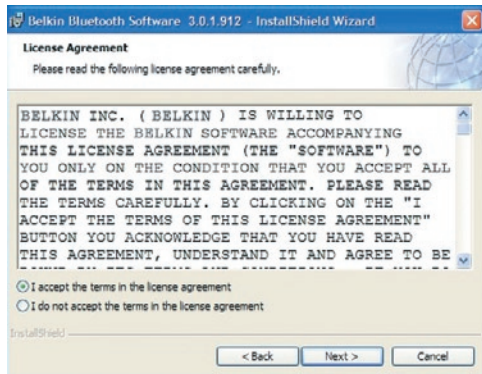 Belkin Bluetooth Software 3.0.1.912 - InstallShield Wizard
License Agreement
Please read the following license agreement carefully.
BELKIN INC. ( BELKIN ) IS WILLING TO
LICENSE THE BELKIN SOFTWARE ACCOMPANYING
THIS LICENSE AGREEMENT (THE "SOFTWARE") TO
YOU ONLY ON THE CONDITION THAT YOU ACCEPT ALL
OF THE TERMS IN THIS AGREEMENT. PLEASE READ
THE TERMS CAREFULLY. BY CLICKING ON THE "I
ACCEPT THE TERMS OF THIS LICENSE AGREEMENT"
BUTTON YOU ACKNOWLEDGE THAT YOU HAVE READ
THIS AGREEMENT, UNDERSTAND IT AND AGREE TO BE
I accept the terms in the license agreement
I do not accept the terms in the license agreement
InstallShield
< Back Next > Cancel